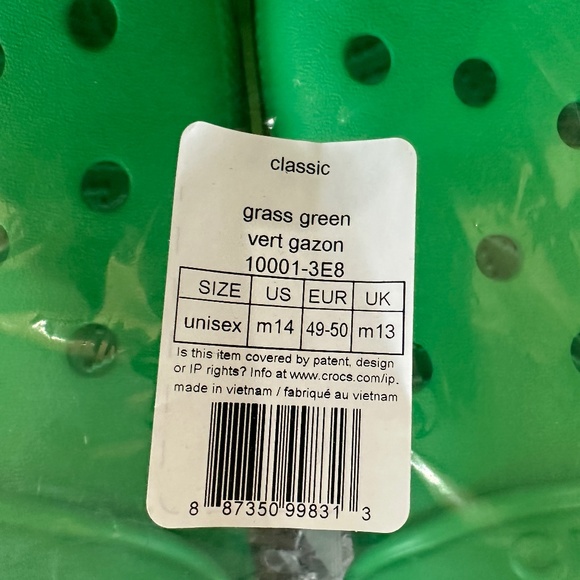 classic
grass green
vert gazon
10001-3E8
SIZE US EUR UK
unisex m14 49-50 m13
Is this item covered by patent, design
or IP rights? Info at www.crocs.com/ip.
made in vietnam / fabriqué au vietnam
8 87350 99831 3